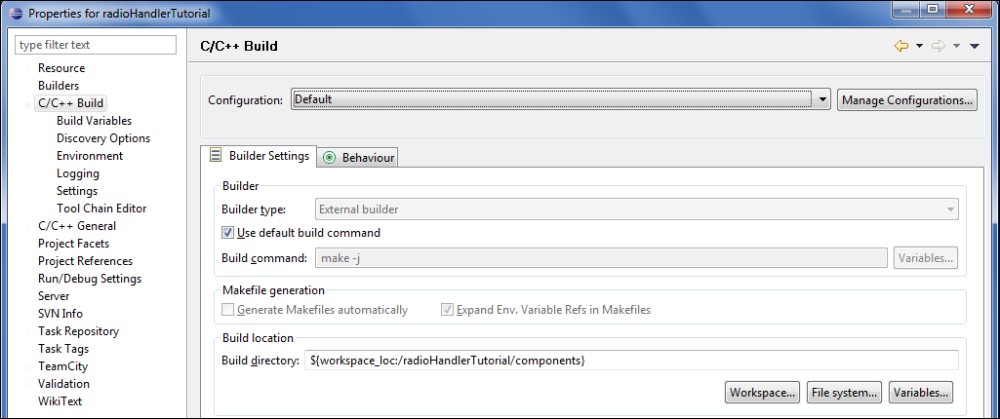 Properties for radioHandlerTutorial
type filter text
Resource
Builders
C/C++ Build
Build Variables
Discovery Options
Environment
Logging
Settings
Tool Chain Editor
C/C++ General
Project Facets
Project References
Run/Debug Settings
Server
SVN Info
Task Repository
Task Tags
TeamCity
Validation
WikiText
C/C++ Build
Configuration: Default Manage Configurations...
Builder Settings Behaviour
Builder
Builder type: External builder
Use default build command
Build command: make -j Variables...
Makefile generation
Generate Makefiles automatically Expand Env. Variable Refs in Makefiles
Build location
Build directory: ${workspace_loc:/radioHandlerTutorial/components}
Workspace... File system... Variables...